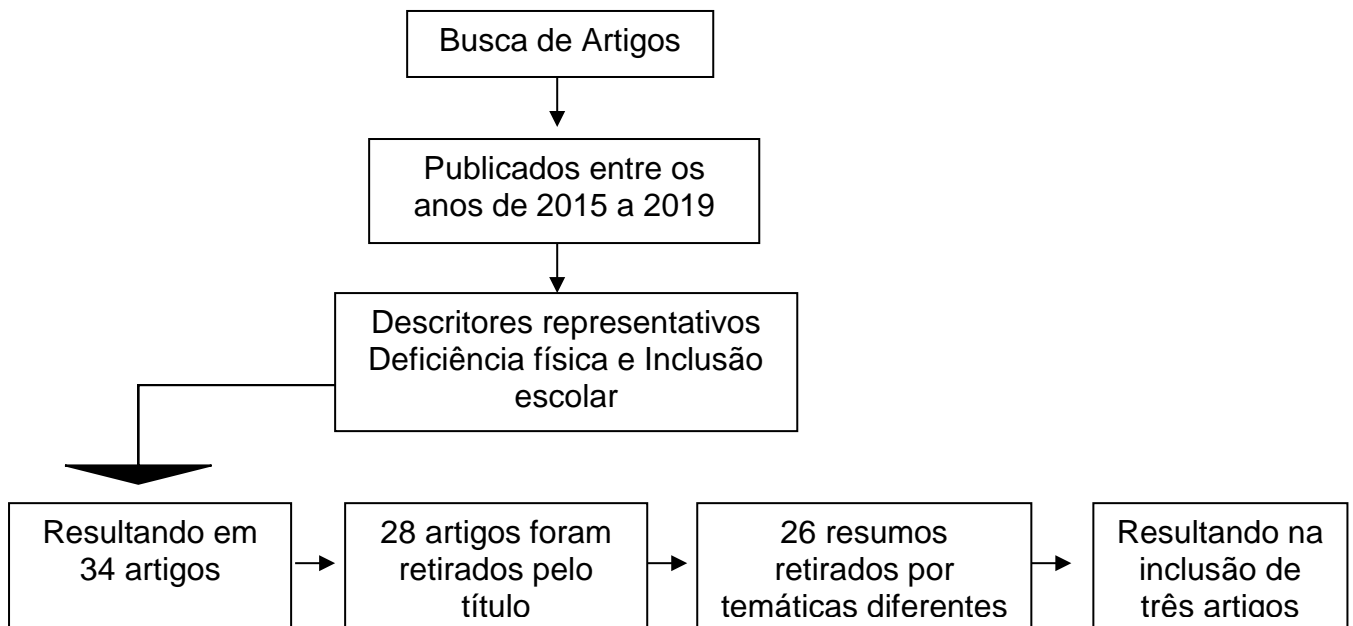 Busca de Artigos
Publicados entre os
anos de 2015 a 2019
Descritores representativos
Deficiência física e Inclusão
escolar
Resultando em
34 artigos
28 artigos foram
retirados pelo
título
26 resumos
retirados por
temáticas diferentes
Resultando na
inclusão de
três artigos